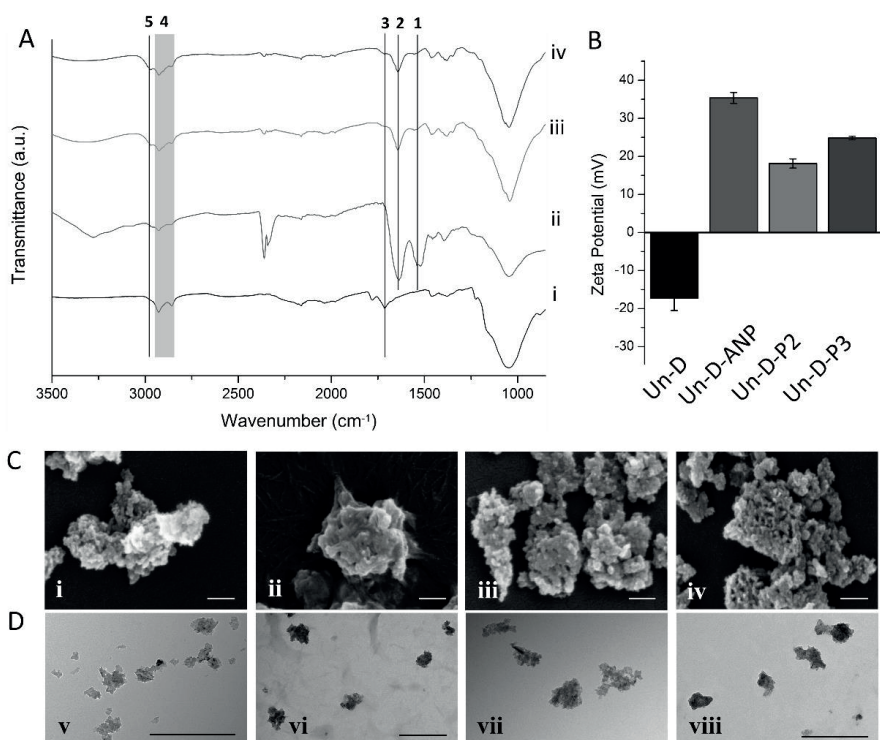 A
5 4 3 2 1
iv
iii
ii
i
Transmittance (a.u.)
3500 3000 2500 2000 1500 1000
Wavenumber (cm⁻¹)
B
40
30
20
10
0
-10
-20
-30
Zeta Potential (mV)
Un-D
Un-D-ANP
Un-D-P2
Un-D-P3
C
i ii iii iv
D
v vi vii viii